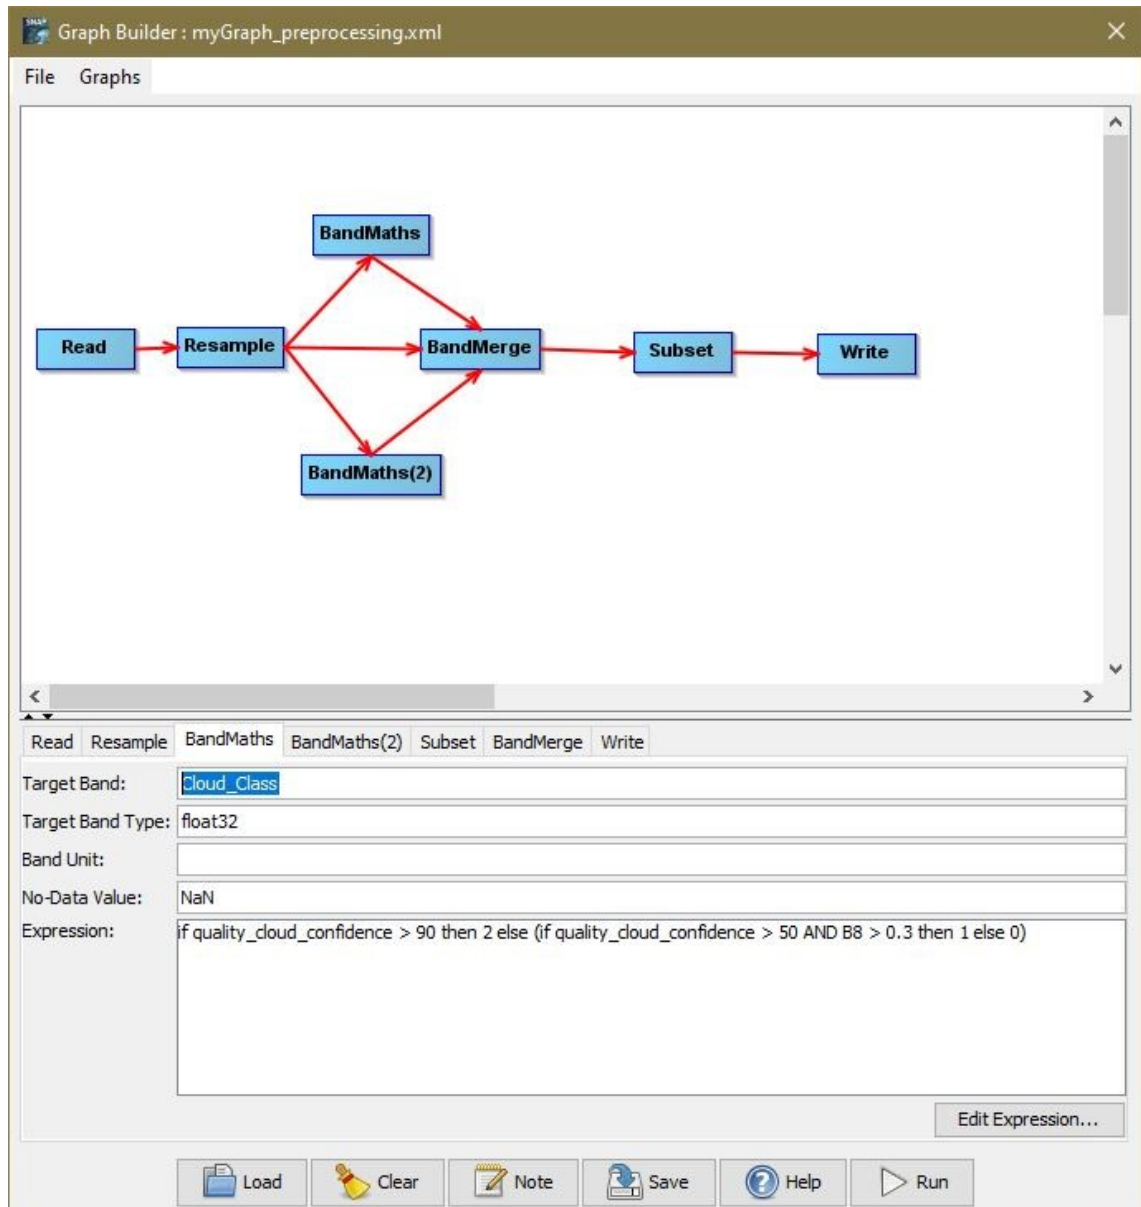 SNAP
Graph Builder : myGraph_preprocessing.xml
File Graphs
BandMaths
Read Resample BandMerge Subset Write
BandMaths(2)
Read Resample BandMaths BandMaths(2) Subset BandMerge Write
Target Band: Cloud_Class
Target Band Type: float32
Band Unit:
No-Data Value: NaN
Expression: if quality_cloud_confidence > 90 then 2 else (if quality_cloud_confidence > 50 AND B8 > 0.3 then 1 else 0)
Edit Expression...
Load Clear Note Save Help Run